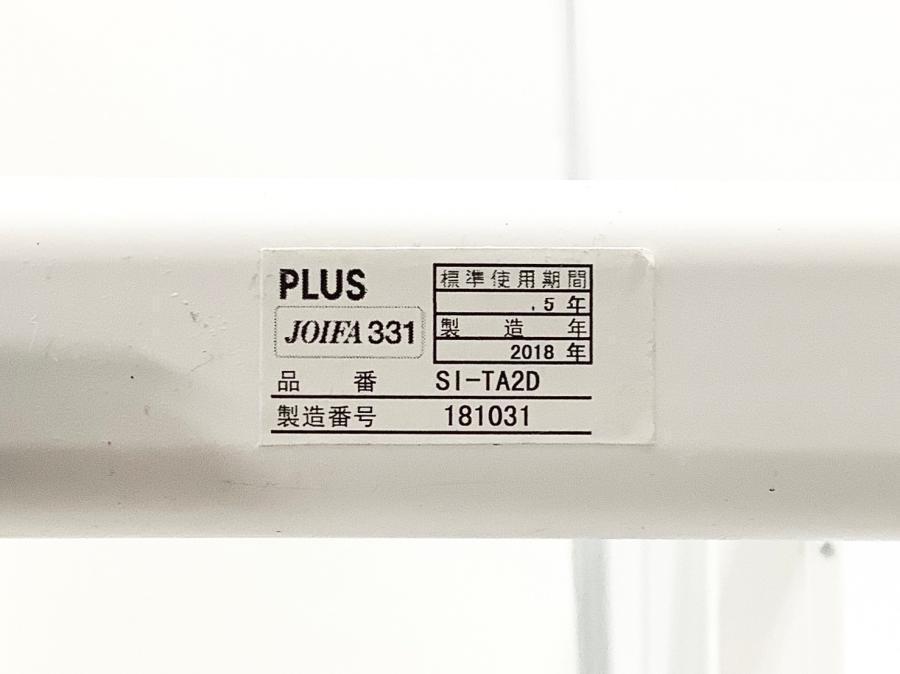 PLUS
JOIFA 331
標準使用期間
5 年
製造年
2018 年
品番 SI-TA2D
製造番号 181031